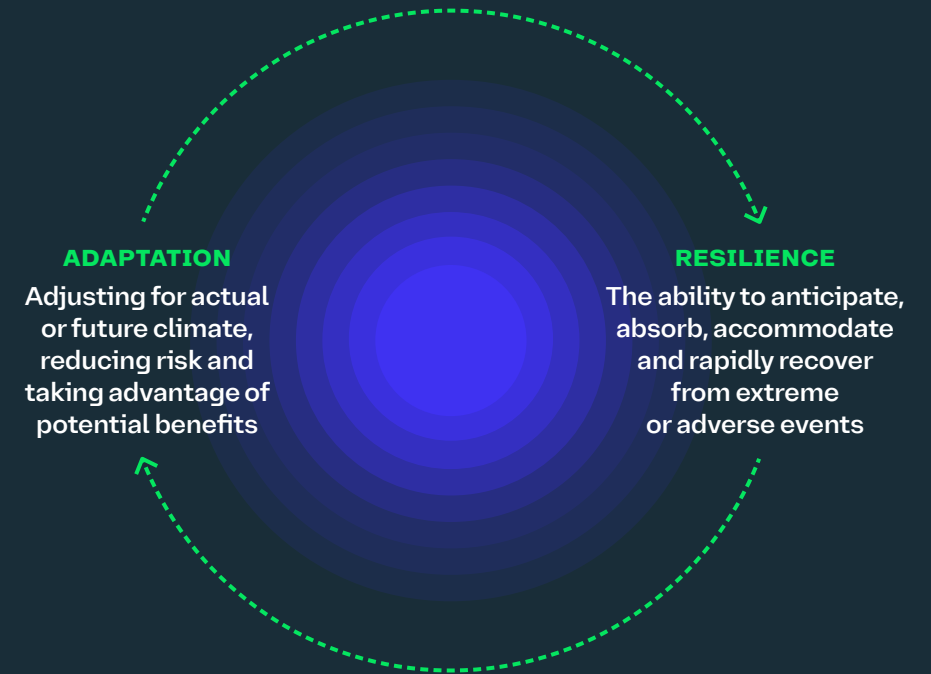 ADAPTATION
Adjusting for actual
or future climate,
reducing risk and
taking advantage of
potential benefits
RESILIENCE
The ability to anticipate,
absorb, accommodate
and rapidly recover
from extreme
or adverse events